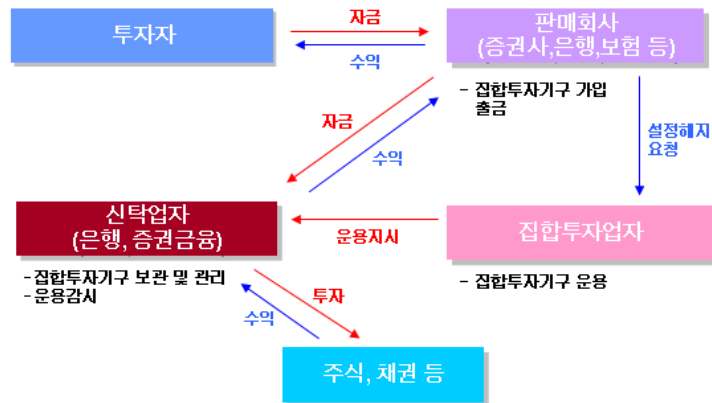 투자자
자금
수익
판매회사
(증권사,은행,보험 등)
- 집합투자기구 가입
출금
자금
수익
설정해지
요청
신탁업자
(은행, 증권금융)
운용지시
집합투자업자
-집합투자기구 보관 및 관리
-운용감시
- 집합투자기구 운용
투자
수익
주식, 채권 등